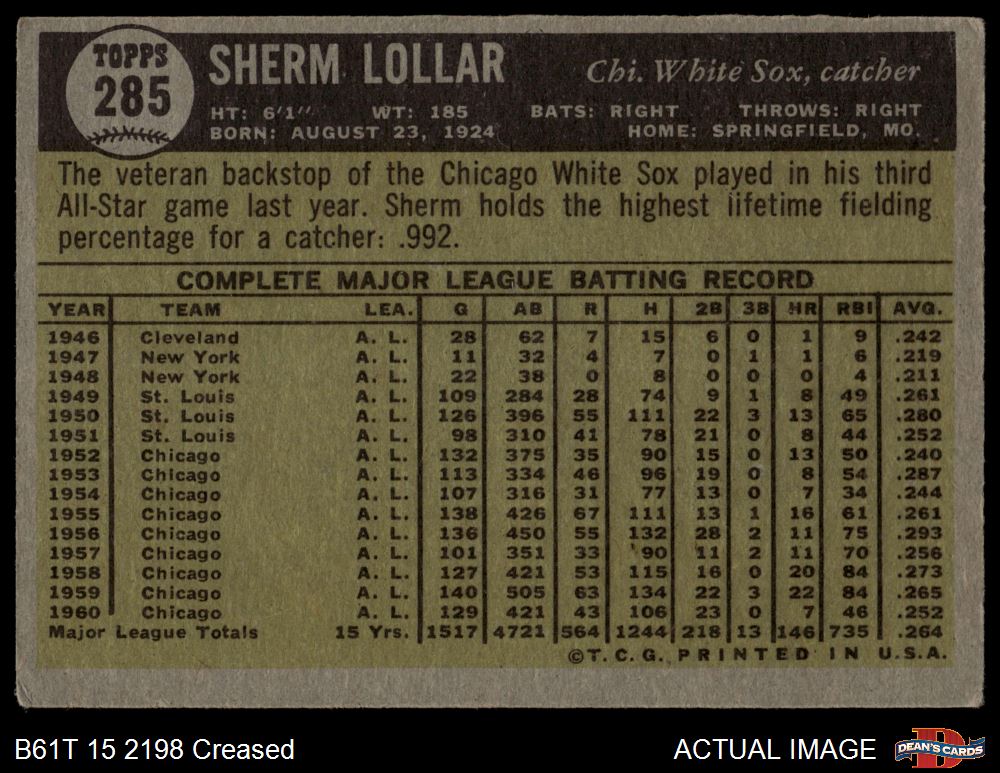 TOPPS
285
SHERM LOLLAR
Chi. White Sox, catcher
HT: 6'1" WT: 185 BATS: RIGHT THROWS: RIGHT
BORN: AUGUST 23, 1924 HOME: SPRINGFIELD, MO.
The veteran backstop of the Chicago White Sox played in his third
All-Star game last year. Sherm holds the highest lifetime fielding
percentage for a catcher: .992.
COMPLETE MAJOR LEAGUE BATTING RECORD
YEAR TEAM LEA. G AB R H 2B 3B HR RBI AVG.
1946 Cleveland A. L. 28 62 7 15 6 0 1 9 .242
1947 New York A. L. 11 32 4 7 0 1 1 6 .219
1948 New York A. L. 22 38 0 8 0 0 0 4 .211
1949 St. Louis A. L. 109 284 28 74 9 1 8 49 .261
1950 St. Louis A. L. 126 396 55 111 22 3 13 65 .280
1951 St. Louis A. L. 98 310 41 78 21 0 8 44 .252
1952 Chicago A. L. 132 375 35 90 15 0 13 50 .240
1953 Chicago A. L. 113 334 46 96 19 0 8 54 .287
1954 Chicago A. L. 107 316 31 77 13 0 7 34 .244
1955 Chicago A. L. 138 426 67 111 13 1 16 61 .261
1956 Chicago A. L. 136 450 55 132 28 2 11 75 .293
1957 Chicago A. L. 101 351 33 90 11 2 11 70 .256
1958 Chicago A. L. 127 421 53 115 16 0 20 84 .273
1959 Chicago A. L. 140 505 63 134 22 3 22 84 .265
1960 Chicago A. L. 129 421 43 106 23 0 7 46 .252
Major League Totals 15 Yrs. 1517 4721 564 1244 218 13 146 735 .264
©T. C. G. PRINTED IN U.S.A.
B61T 15 2198 Creased ACTUAL IMAGE
D
DEAN'S CARDS